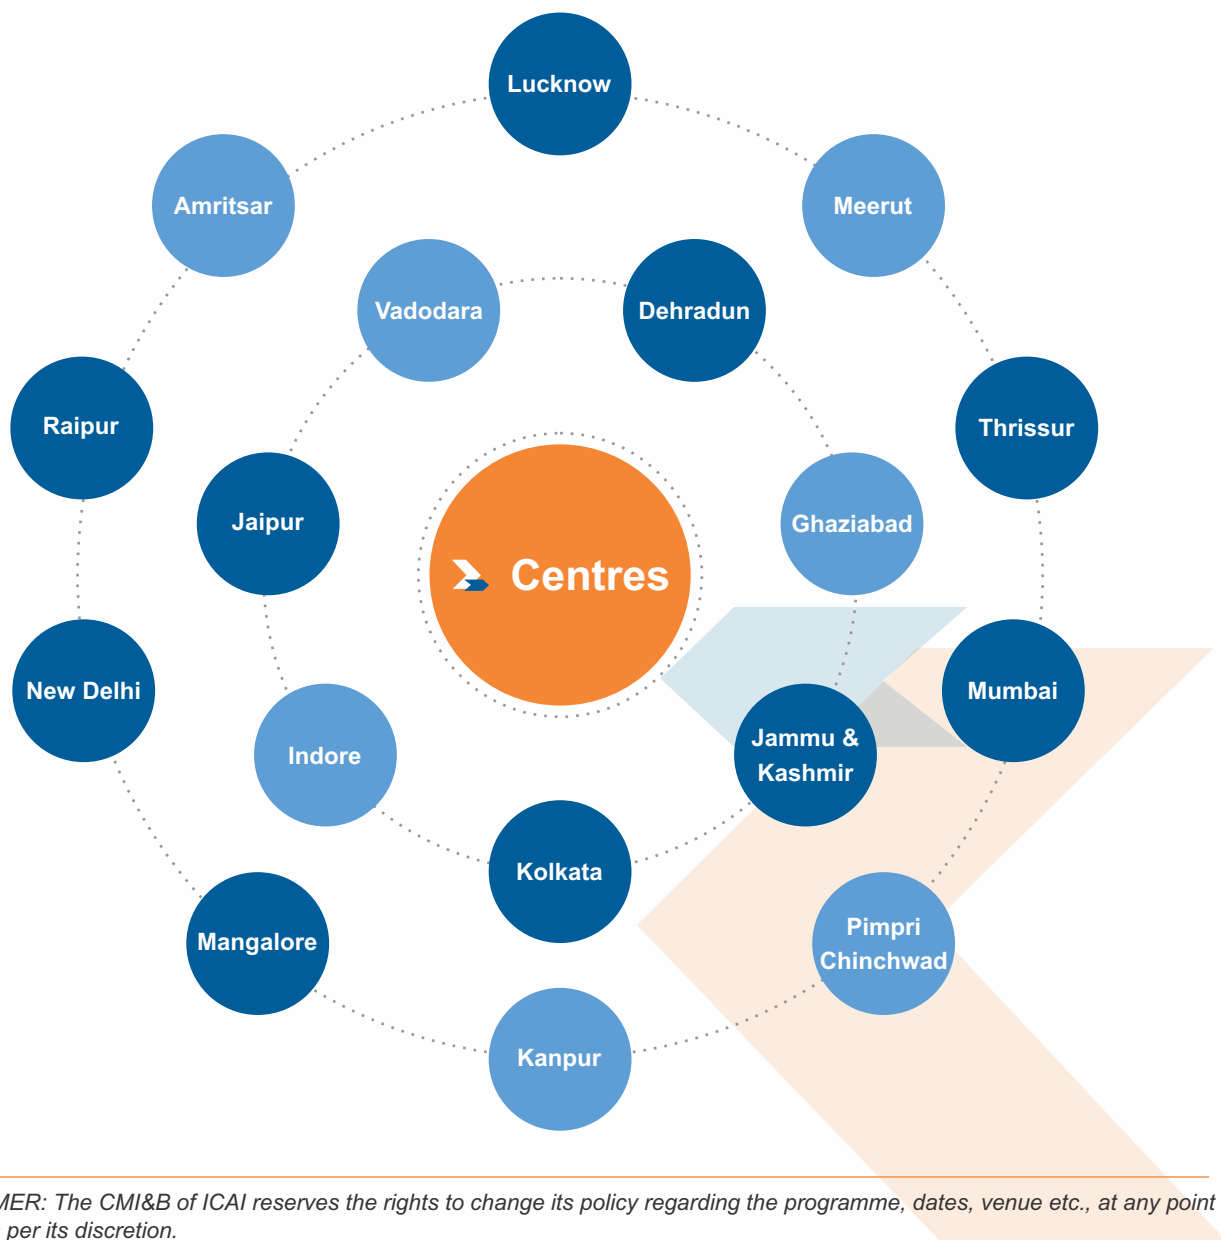 Lucknow
Amritsar
Meerut
Vadodara
Dehradun
Raipur
Thrissur
Jaipur
Ghaziabad
Centres
New Delhi
Mumbai
Indore
Jammu &
Kashmir
Kolkata
Mangalore
Pimpri
Chinchwad
Kanpur
MER: The CMI&B of ICAI reserves the rights to change its policy regarding the programme, dates, venue etc., at any point
per its discretion.